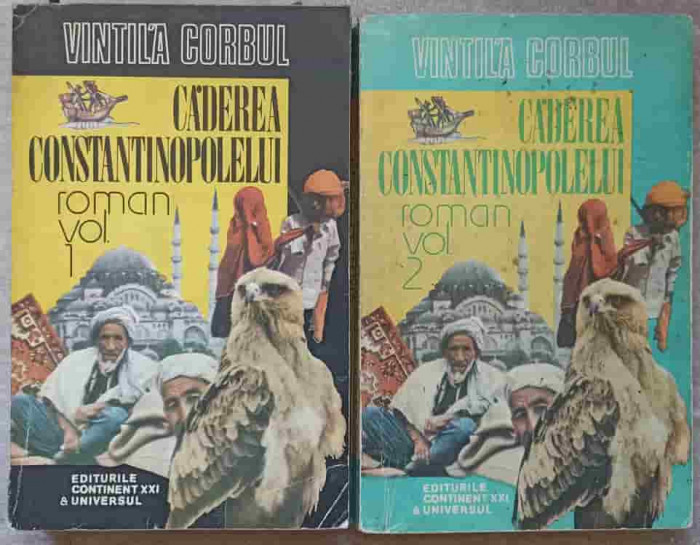 VINTILĂ CORBUL
CĂDEREA
CONSTANTINOPOLELUI
roman
vol.
1
EDITURILE
CONTINENT XXI
& UNIVERSUL
VINTILĂ CORBUL
CĂDEREA
CONSTANTINOPOLELUI
roman
vol.
2
EDITURILE
CONTINENT XXI
& UNIVERSUL